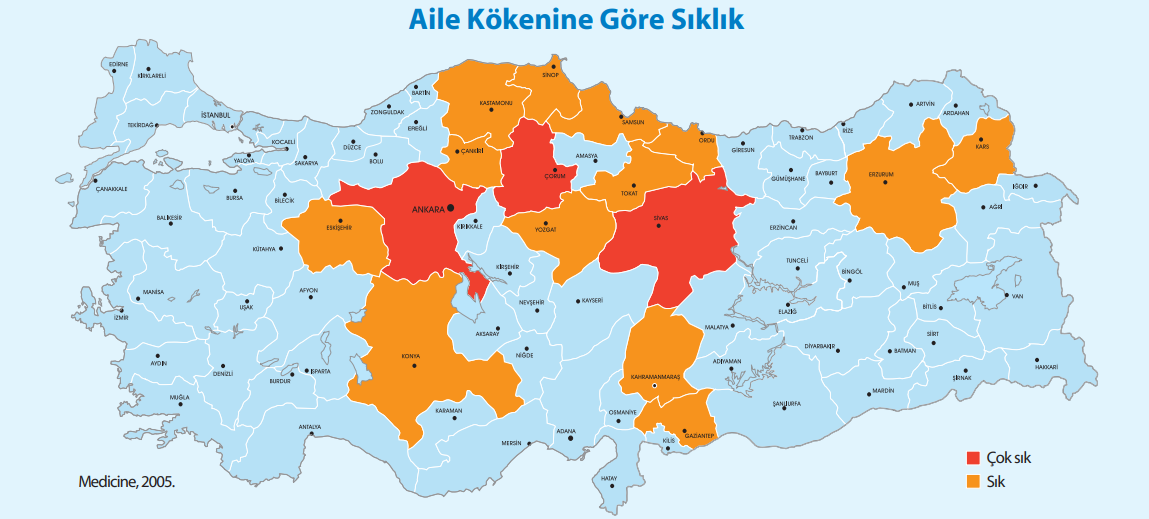 Aile Kökenine Göre Sıklık
EDİRNE
KIRKLARELİ
TEKİRDAĞ
İSTANBUL
KOCAELİ
YALOVA
SAKARYA
DÜZCE
BOLU
ZONGULDAK
BARTIN
EREĞLİ
KASTAMONU
SİNOP
ÇANKIRI
ÇORUM
SAMSUN
AMASYA
TOKAT
ORDU
GİRESUN
TRABZON
RİZE
ARTVİN
ARDAHAN
KARS
GÜMÜŞHANE
BAYBURT
ERZURUM
IĞDIR
AĞRI
ÇANAKKALE
BALIKESİR
BURSA
BİLECİK
ESKİŞEHİR
ANKARA
KIRIKKALE
YOZGAT
SİVAS
ERZİNCAN
KÜTAHYA
MANİSA
UŞAK
AFYON
KIRŞEHİR
NEVŞEHİR
KAYSERİ
TUNCELİ
BİNGÖL
MUŞ
BİTLİS
VAN
ELAZIĞ
İZMİR
AYDIN
DENİZLİ
BURDUR
ISPARTA
KONYA
AKSARAY
NİĞDE
MALATYA
ADIYAMAN
DİYARBAKIR
BATMAN
SİİRT
ŞIRNAK
HAKKARİ
MARDİN
KAHRAMANMARAŞ
ŞANLIURFA
MUĞLA
ANTALYA
KARAMAN
MERSİN
ADANA
OSMANİYE
KİLİS
GAZİANTEP
HATAY
Çok sık
Sık
Medicine, 2005.